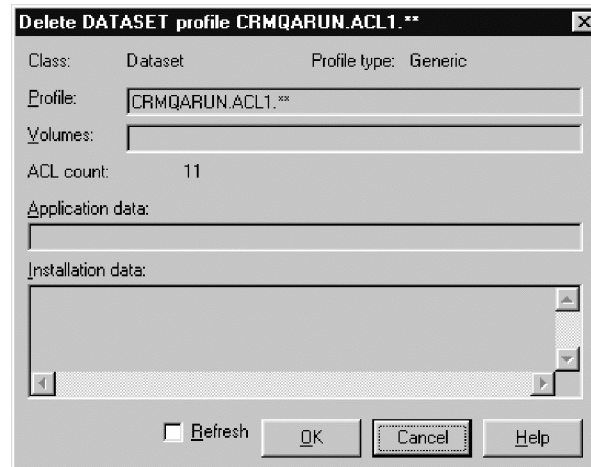 Delete DATASET profile CRMQARUN.ACL1.**
Class: Dataset Profile type: Generic
Profile: CRMQARUN.ACL1.**
Volumes:
ACL count: 11
Application data:
Installation data:
Refresh OK Cancel Help